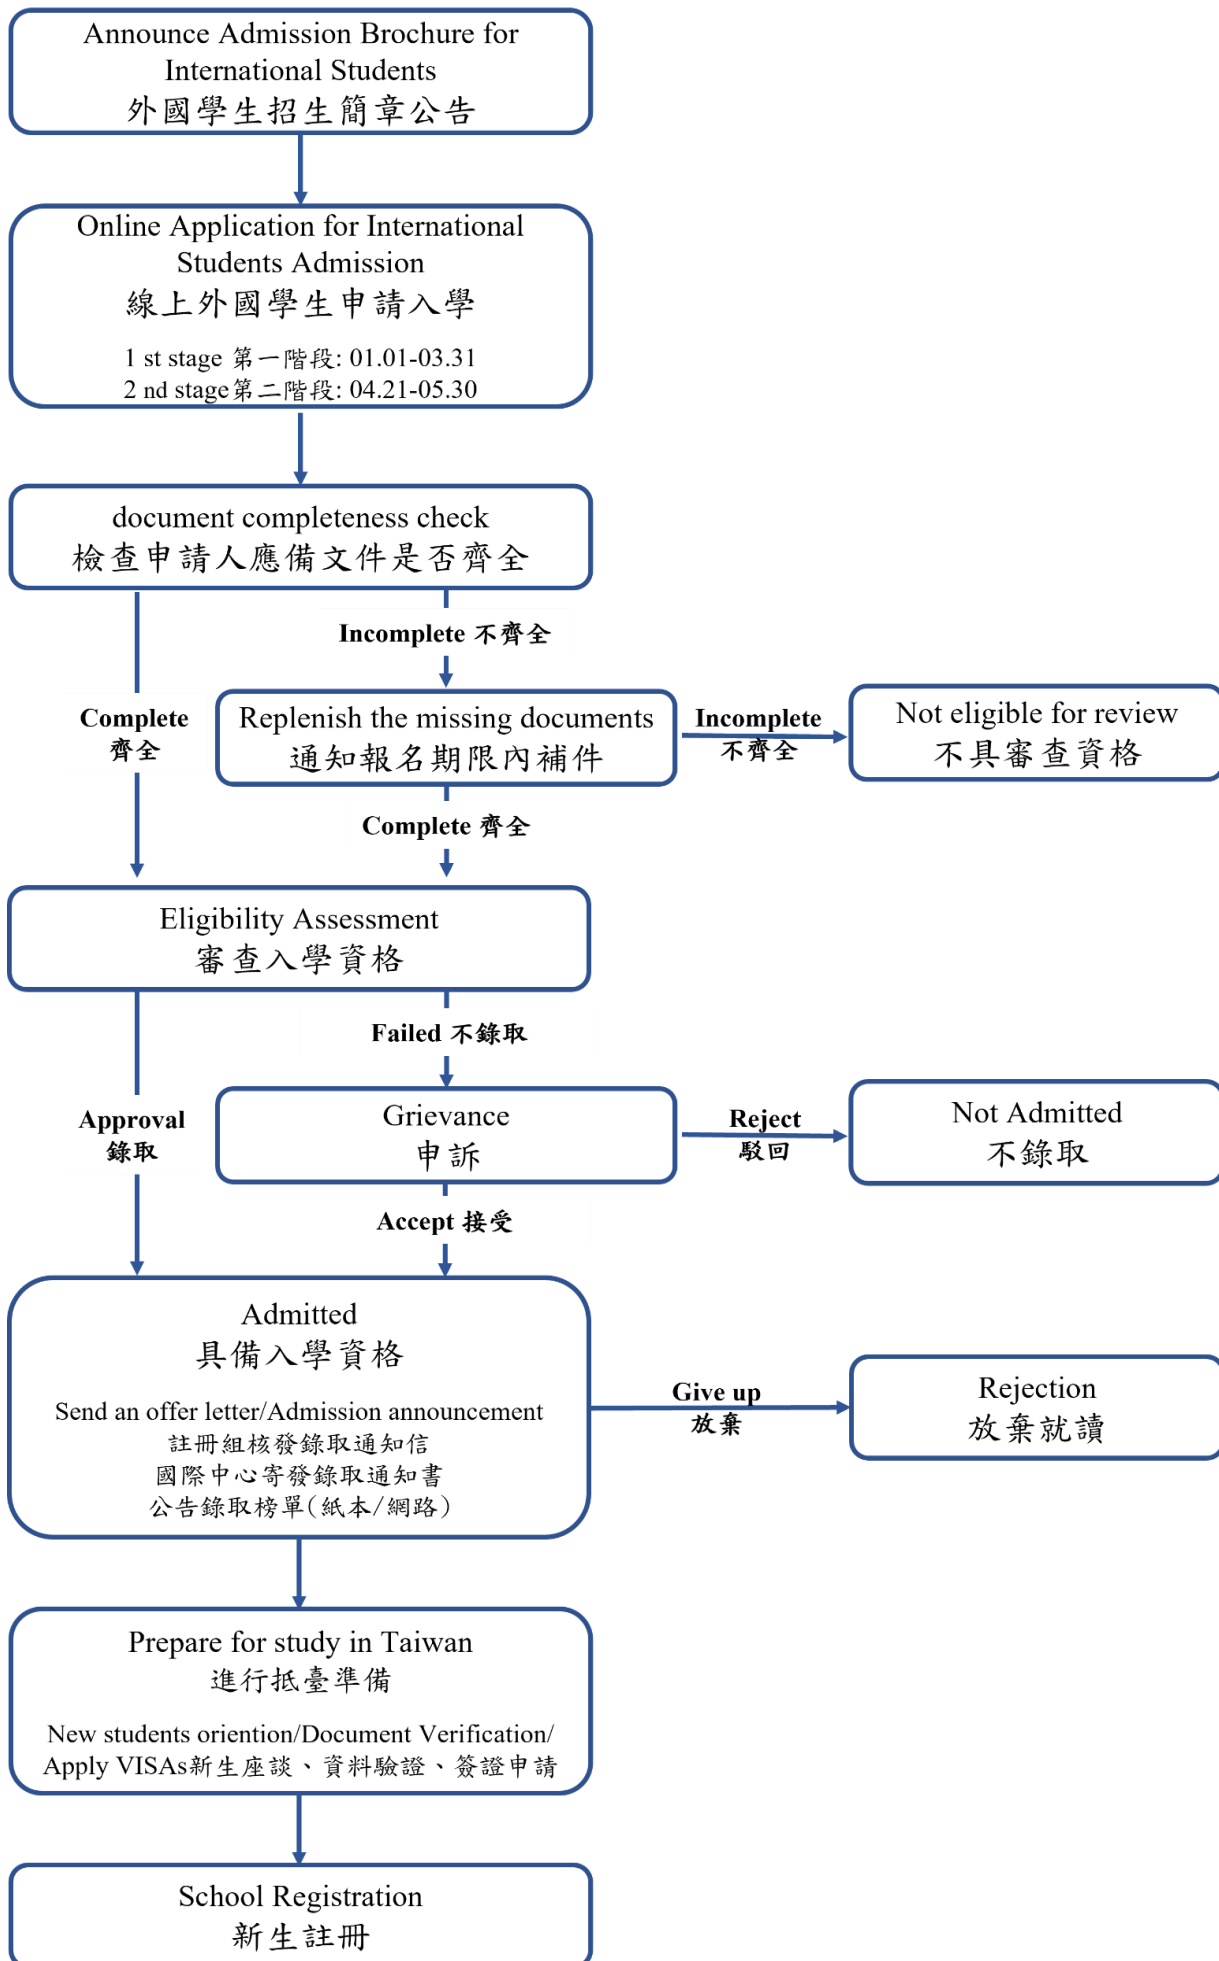 Announce Admission Brochure for
International Students
外國學生招生簡章公告
Online Application for International
Students Admission
線上外國學生申請入學
1 st stage 第一階段: 01.01-03.31
2 nd stage第二階段: 04.21-05.30
document completeness check
檢查申請人應備文件是否齊全
Incomplete 不齊全
Complete
齊全
Replenish the missing documents
通知報名期限內補件
Incomplete
不齊全
Not eligible for review
不具審查資格
Complete 齊全
Eligibility Assessment
審查入學資格
Failed 不錄取
Approval
錄取
Grievance
申訴
Reject
駁回
Not Admitted
不錄取
Accept 接受
Admitted
具備入學資格
Send an offer letter/Admission announcement
註冊組核發錄取通知信
國際中心寄發錄取通知書
公告錄取榜單(紙本/網路)
Give up
放棄
Rejection
放棄就讀
Prepare for study in Taiwan
進行抵臺準備
New students oriention/Document Verification/
Apply VISAs新生座談、資料驗證、簽證申請
School Registration
新生註冊